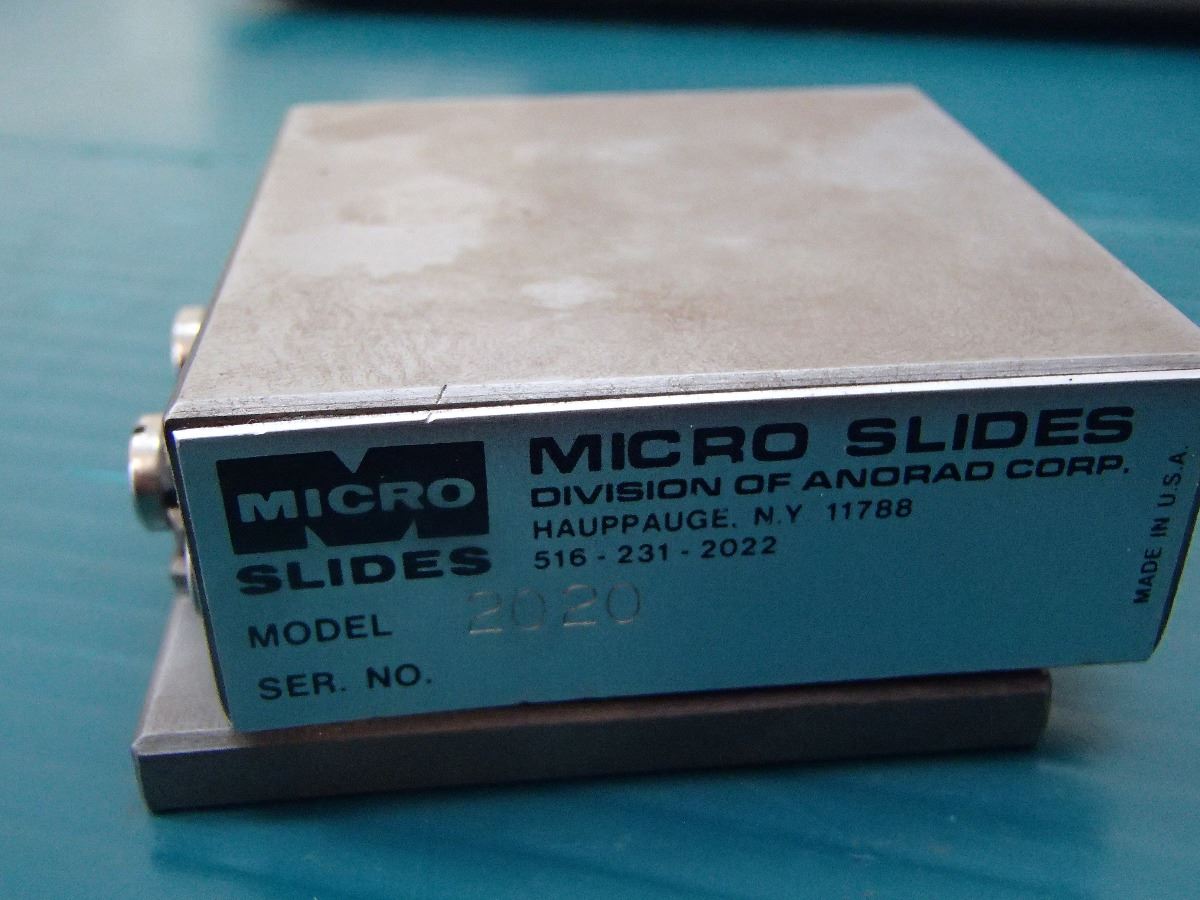 MICRO
SLIDES
MICRO SLIDES
DIVISION OF ANORAD CORP.
HAUPPAUGE. N.Y 11788
516-231-2022
MODEL 2020
SER. NO.
MADE IN U.S.A.